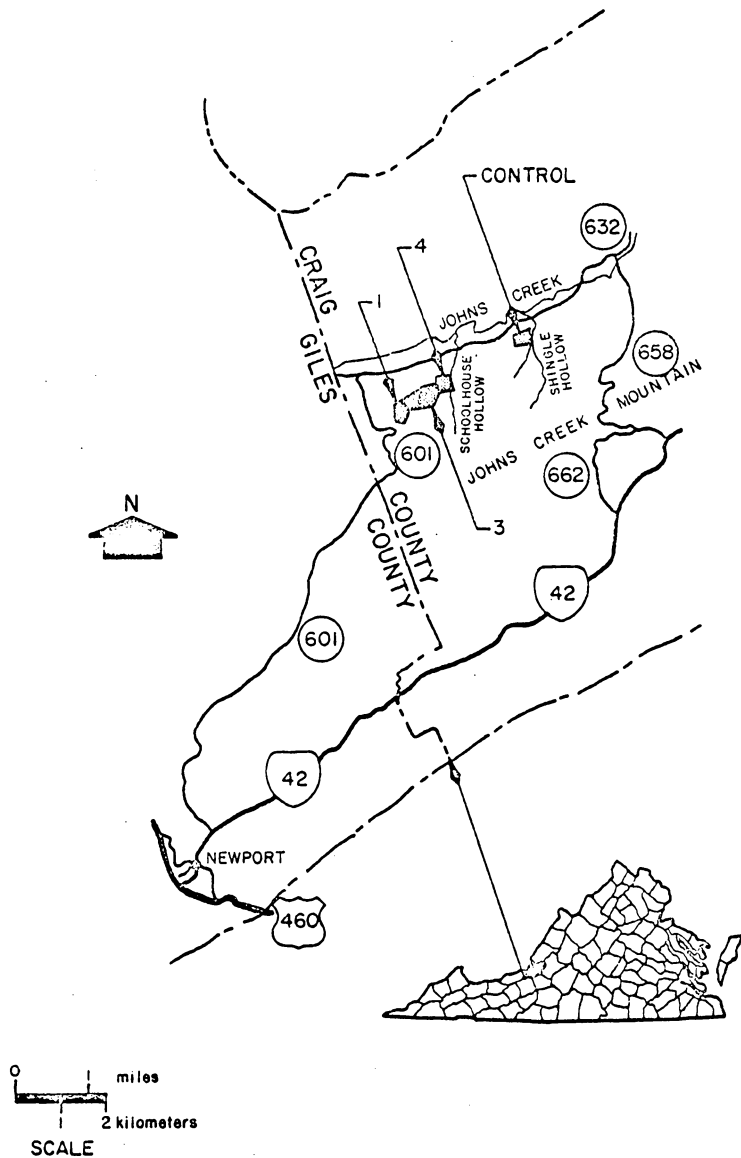 CONTROL
632
4
CRAIG
GILES
1
JOHNS CREEK
SCHOOLHOUSE
HOLLOW
SHINGLE
HOLLOW
658
JOHNS CREEK MOUNTAIN
601
662
N
3
COUNTY
COUNTY
42
601
42
NEWPORT
460
0
1 miles
1
2 kilometers
SCALE